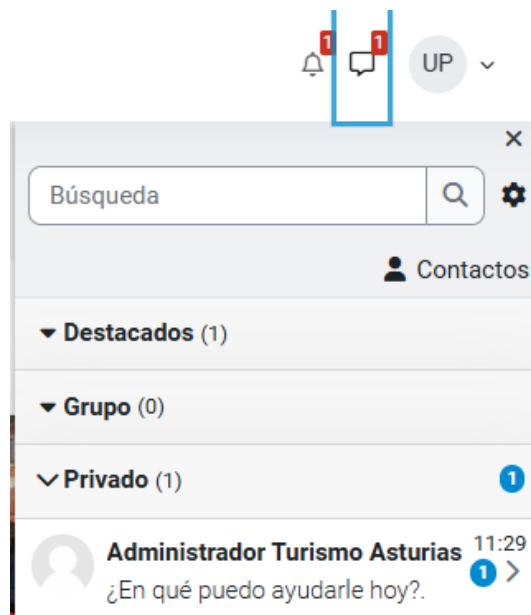 1 1 UP
Búsqueda
Contactos
Destacados (1)
Grupo (0)
Privado (1) 1
Administrador Turismo Asturias 11:29
¿En qué puedo ayudarle hoy?. 1